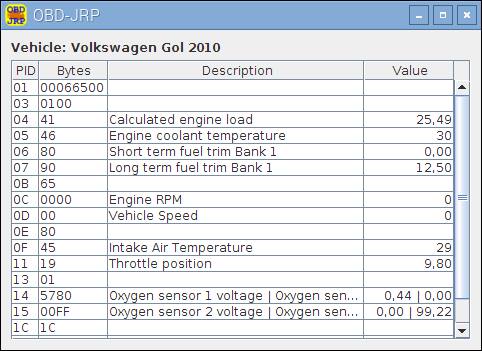 OBD
JRP
OBD-JRP
Vehicle: Volkswagen Gol 2010
PID Bytes Description Value
01 00066500
03 0100
04 41 Calculated engine load 25,49
05 46 Engine coolant temperature 30
06 80 Short term fuel trim Bank 1 0,00
07 90 Long term fuel trim Bank 1 12,50
0B 65
0C 0000 Engine RPM 0
0D 00 Vehicle Speed 0
0E 80
0F 45 Intake Air Temperature 29
11 19 Throttle position 9,80
13 01
14 5780 Oxygen sensor 1 voltage | Oxygen sen... 0,44 | 0,00
15 00FF Oxygen sensor 2 voltage | Oxygen sen... 0,00 | 99,22
1C 1C